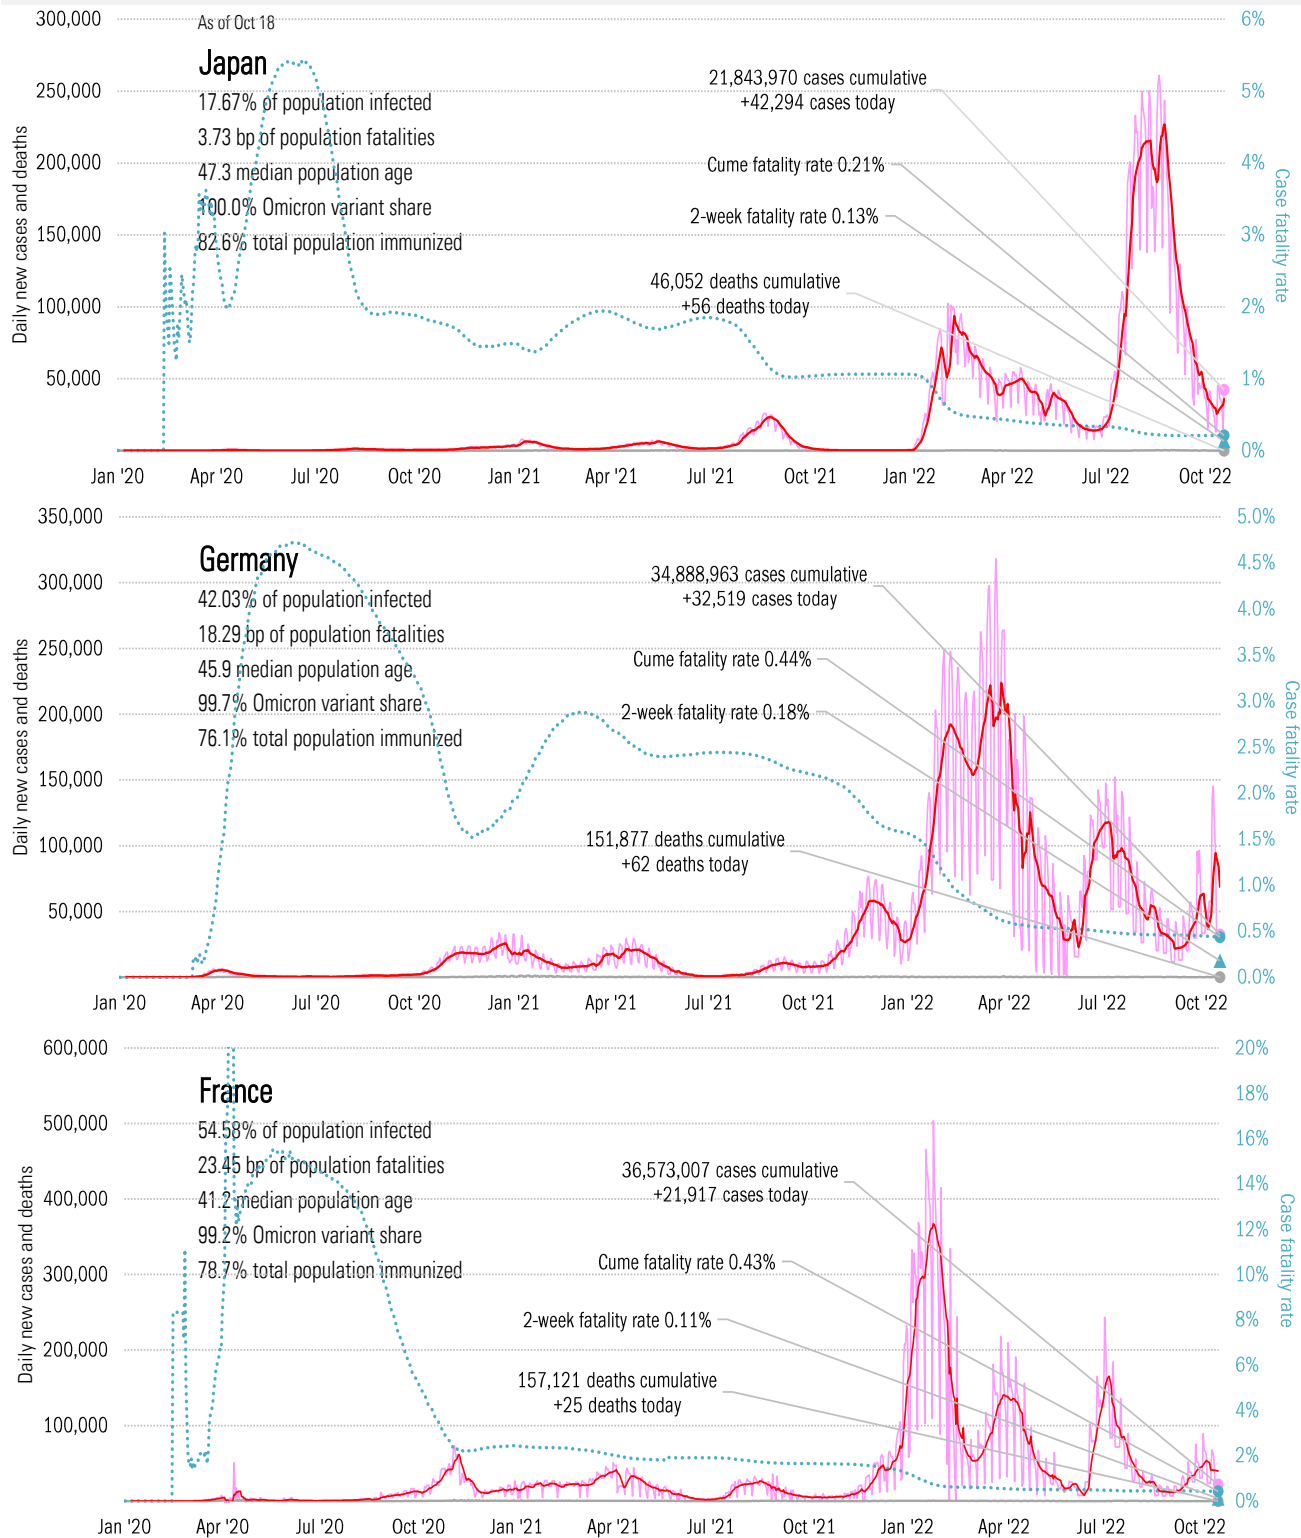 As of Oct 18
Japan
17.67% of population infected
3.73 bp of population fatalities
47.3 median population age
100.0% Omicron variant share
82.6% total population immunized
21,843,970 cases cumulative
+42,294 cases today
Cume fatality rate 0.21%
2-week fatality rate 0.13%
46,052 deaths cumulative
+56 deaths today
Daily new cases and deaths
300,000
250,000
200,000
150,000
100,000
50,000
6%
5%
4%
3%
2%
1%
0%
Case fatality rate
Jan '20 Apr '20 Jul '20 Oct '20 Jan '21 Apr '21 Jul '21 Oct '21 Jan '22 Apr '22 Jul '22 Oct '22
Germany
42.03% of population infected
18.29 bp of population fatalities
45.9 median population age
99.7% Omicron variant share
76.1% total population immunized
34,888,963 cases cumulative
+32,519 cases today
Cume fatality rate 0.44%
2-week fatality rate 0.18%
151,877 deaths cumulative
+62 deaths today
Daily new cases and deaths
350,000
300,000
250,000
200,000
150,000
100,000
50,000
5.0%
4.5%
4.0%
3.5%
3.0%
2.5%
2.0%
1.5%
1.0%
0.5%
0.0%
Case fatality rate
Jan '20 Apr '20 Jul '20 Oct '20 Jan '21 Apr '21 Jul '21 Oct '21 Jan '22 Apr '22 Jul '22 Oct '22
France
54.58% of population infected
23.45 bp of population fatalities
41.2 median population age
99.2% Omicron variant share
78.7% total population immunized
36,573,007 cases cumulative
+21,917 cases today
Cume fatality rate 0.43%
2-week fatality rate 0.11%
157,121 deaths cumulative
+25 deaths today
Daily new cases and deaths
600,000
500,000
400,000
300,000
200,000
100,000
20%
18%
16%
14%
12%
10%
8%
6%
4%
2%
0%
Case fatality rate
Jan '20 Apr '20 Jul '20 Oct '20 Jan '21 Apr '21 Jul '21 Oct '21 Jan '22 Apr '22 Jul '22 Oct '22